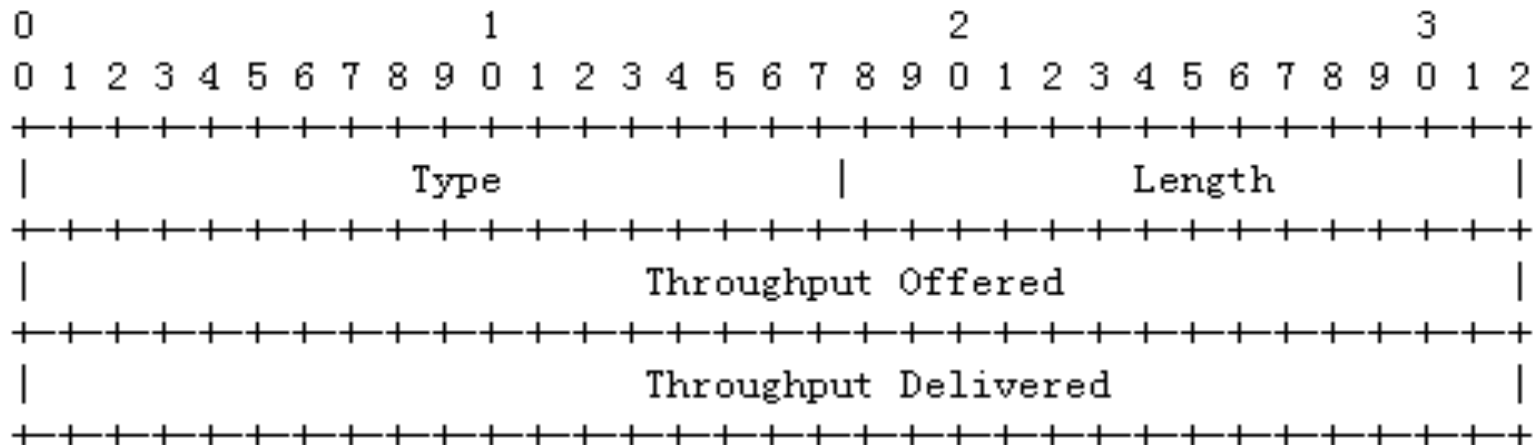 0                   1                   2                   3
0 1 2 3 4 5 6 7 8 9 0 1 2 3 4 5 6 7 8 9 0 1 2 3 4 5 6 7 8 9 0 1 2
+-+-+-+-+-+-+-+-+-+-+-+-+-+-+-+-+-+-+-+-+-+-+-+-+-+-+-+-+-+-+-+-+
|                Type              |            Length          |
+-+-+-+-+-+-+-+-+-+-+-+-+-+-+-+-+-+-+-+-+-+-+-+-+-+-+-+-+-+-+-+-+
|                          Throughput Offered                   |
+-+-+-+-+-+-+-+-+-+-+-+-+-+-+-+-+-+-+-+-+-+-+-+-+-+-+-+-+-+-+-+-+
|                          Throughput Delivered                 |
+-+-+-+-+-+-+-+-+-+-+-+-+-+-+-+-+-+-+-+-+-+-+-+-+-+-+-+-+-+-+-+-+